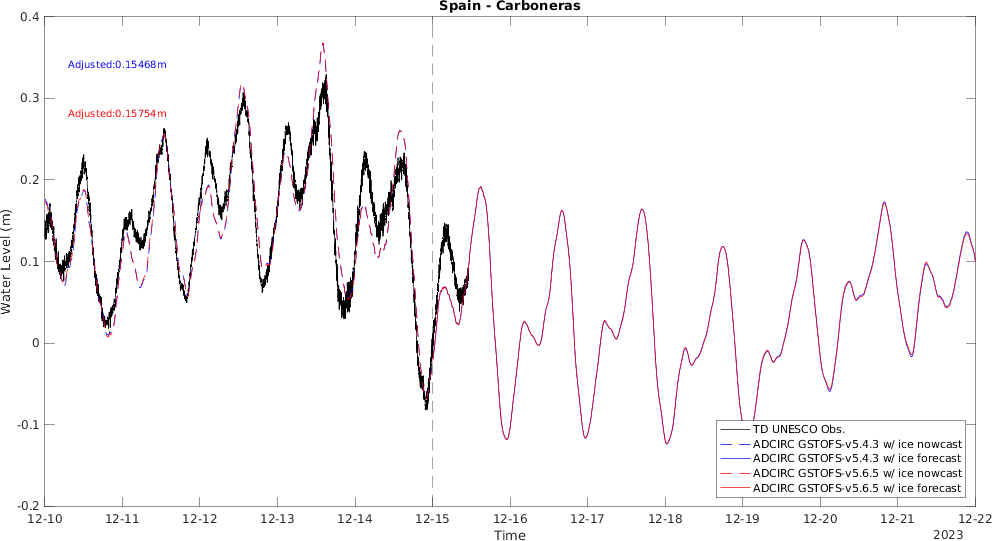 Spain - Carboneras
0.4
0.3
0.2
0.1
0
-0.1
-0.2
Water Level (m)
Adjusted:0.15468m
Adjusted:0.15754m
TD UNESCO Obs.
ADCIRC GSTOFS-v5.4.3 w/ ice nowcast
ADCIRC GSTOFS-v5.4.3 w/ ice forecast
ADCIRC GSTOFS-v5.6.5 w/ ice nowcast
ADCIRC GSTOFS-v5.6.5 w/ ice forecast
12-10 12-11 12-12 12-13 12-14 12-15 12-16 12-17 12-18 12-19 12-20 12-21 12-22
Time
2023